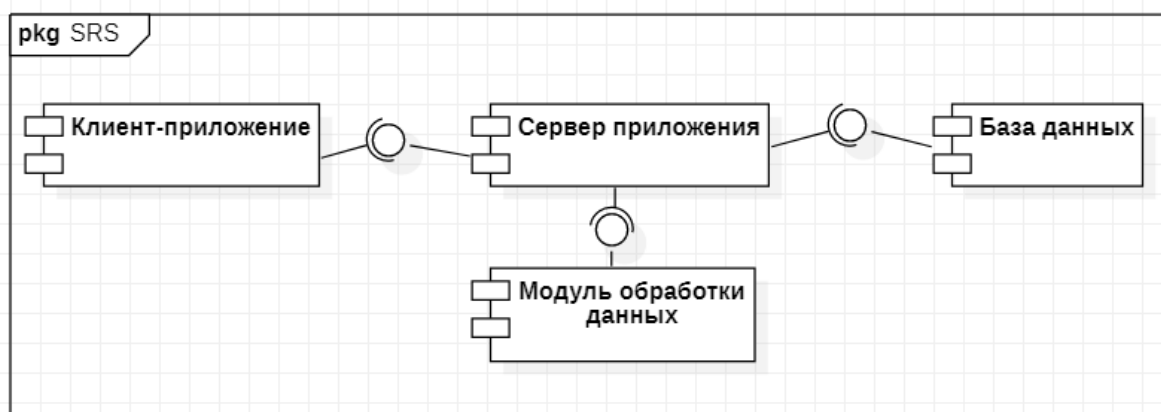 pkg SRS
Клиент-приложение
Сервер приложения
База данных
Модуль обработки
данных